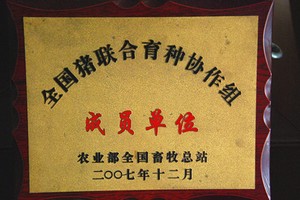 全国猪联合育种协作组
成员单位
农业部全国畜牧总站
二〇〇七年十二月